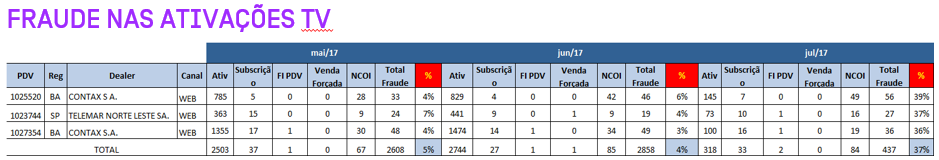 FRAUDE NAS ATIVAÇÕES TV
mai/17 jun/17 jul/17
PDV Reg Dealer Canal Ativ Subscrição FI PDV Venda Forçada NCOI Total Fraude % Ativ Subscrição FI PDV Venda Forçada NCOI Total Fraude % Ativ Subscrição FI PDV Venda Forçada NCOI Total Fraude %
1025520 BA CONTAX S A. WEB 785 5 0 0 28 33 4% 829 4 0 0 42 46 6% 145 7 0 0 49 56 39%
1023744 SP TELEMAR NORTE LESTE SA. WEB 363 15 0 0 9 24 7% 441 9 0 1 9 19 4% 73 10 1 0 16 27 37%
1027354 BA CONTAX S.A. WEB 1355 17 1 0 30 48 4% 1474 14 1 0 34 49 3% 100 16 1 0 19 36 36%
TOTAL 2503 37 1 0 67 2608 5% 2744 27 1 1 85 2858 4% 318 33 2 0 84 437 37%